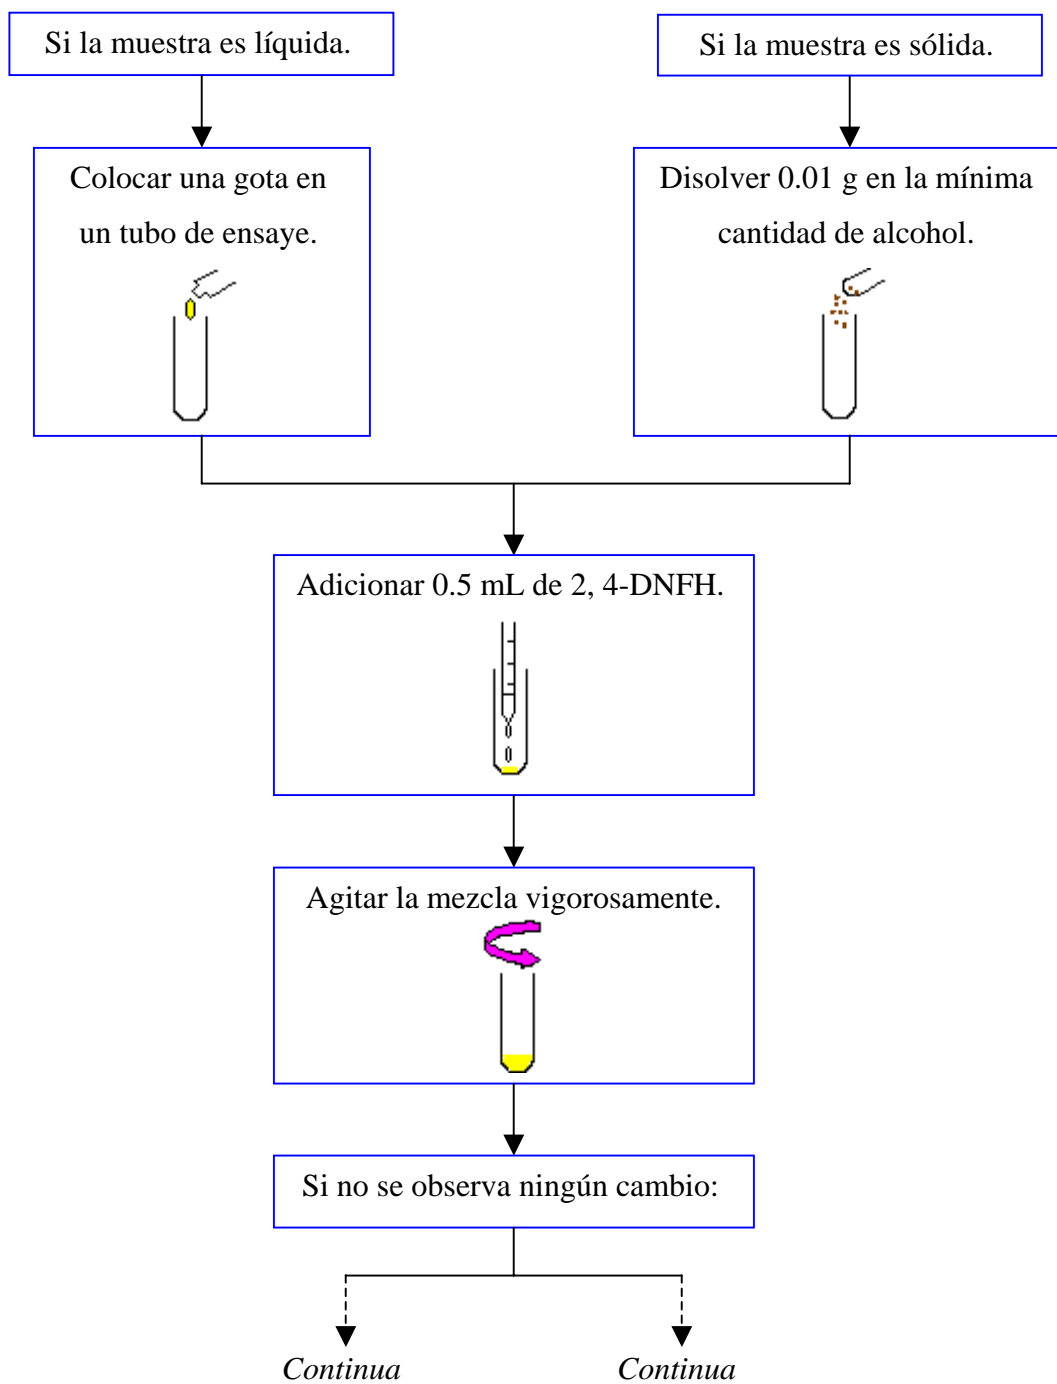 Si la muestra es líquida.
Si la muestra es sólida.
Colocar una gota en
un tubo de ensaye.
Disolver 0.01 g en la mínima
cantidad de alcohol.
Adicionar 0.5 mL de 2, 4-DNFH.
Agitar la mezcla vigorosamente.
Si no se observa ningún cambio:
Continua
Continua